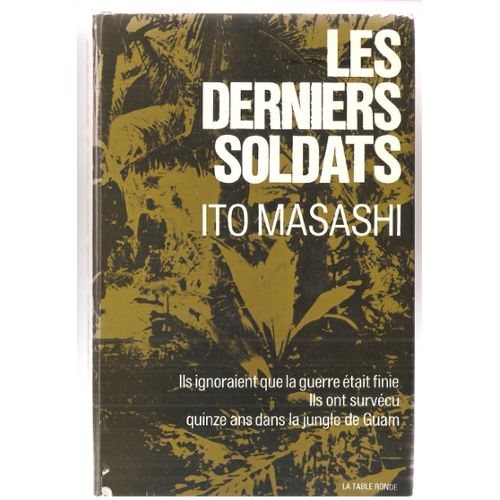 LES
DERNIERS
SOLDATS
ITO MASASHI
Ils ignoraient que la guerre était finie
Ils ont survécu
quinze ans dans la jungle de Guam
LA TABLE RONDE